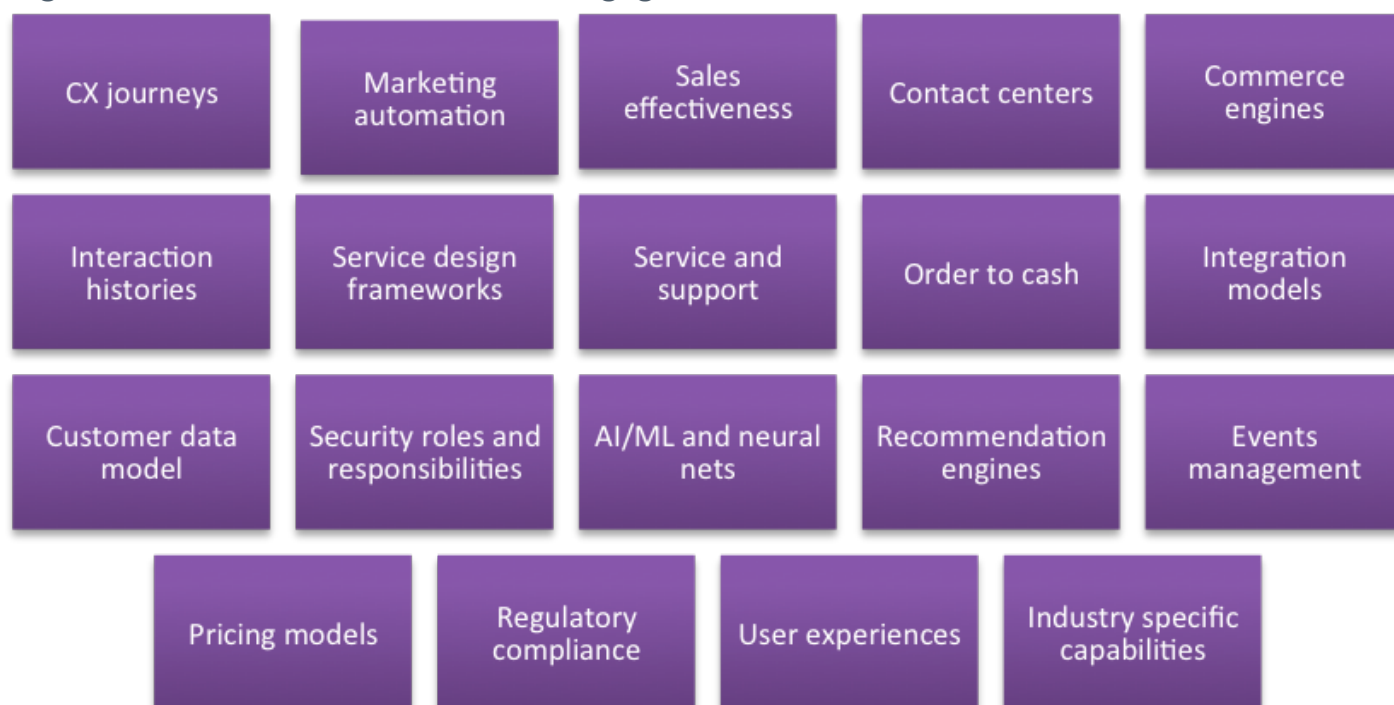 CX journeys
Marketing
automation
Sales
effectiveness
Contact centers
Commerce
engines
Interaction
histories
Service design
frameworks
Service and
support
Order to cash
Integration
models
Customer data
model
Security roles and
responsibilities
AI/ML and neural
nets
Recommendation
engines
Events
management
Pricing models
Regulatory
compliance
User experiences
Industry specific
capabilities